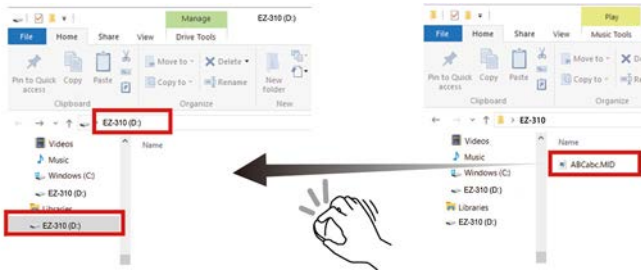 Manage
EZ-310 (D:)
File
Home
Share
View
Drive Tools
Pin to Quick access
Copy
Paste
Move to
Copy to
Delete
Rename
New folder
Clipboard
Organize
New
EZ-310 (D:)
Videos
Music
Windows (C:)
EZ-310 (D:)
Libraries
EZ-310 (D:)
Name
Play
File
Home
Share
View
Music Tools
Pin to Quick access
Copy
Paste
Move to
Copy to
Clipboard
Organize
EZ-310
Videos
Music
Windows (C:)
EZ-310 (D:)
Libraries
EZ-310 (D:)
Name
ABCabc.MID